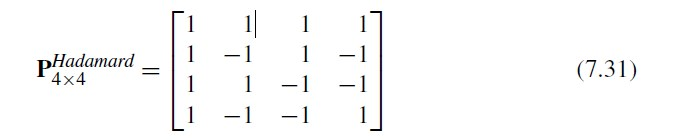 1 1 1 1
1 −1 1 −1
P^{Hadamard}_{4×4} = (7.31)
1 1 −1 −1
1 −1 −1 1